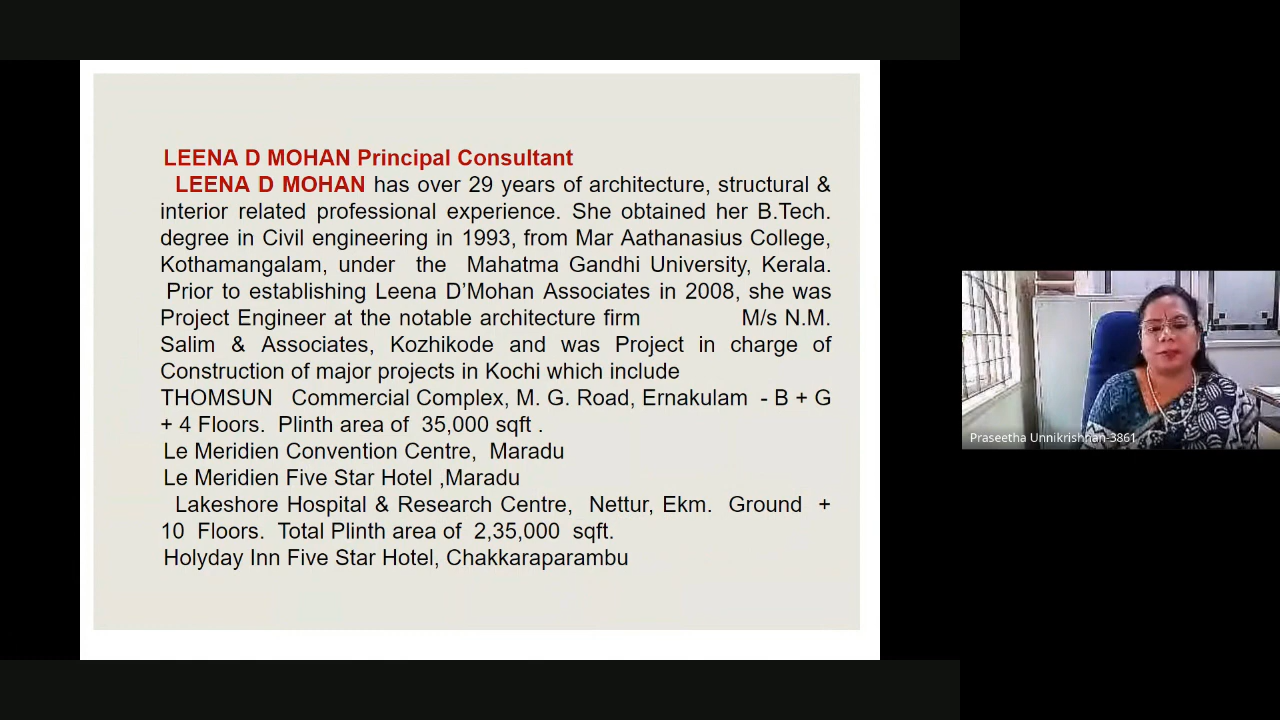 LEENA D MOHAN Principal Consultant
LEENA D MOHAN has over 29 years of architecture, structural &
interior related professional experience. She obtained her B.Tech.
degree in Civil engineering in 1993, from Mar Aathanasius College,
Kothamangalam, under the Mahatma Gandhi University, Kerala.
Prior to establishing Leena D’Mohan Associates in 2008, she was
Project Engineer at the notable architecture firm M/s N.M.
Salim & Associates, Kozhikode and was Project in charge of
Construction of major projects in Kochi which include
THOMSUN Commercial Complex, M. G. Road, Ernakulam - B + G
+ 4 Floors. Plinth area of 35,000 sqft .
Le Meridien Convention Centre, Maradu
Le Meridien Five Star Hotel ,Maradu
Lakeshore Hospital & Research Centre, Nettur, Ekm. Ground +
10 Floors. Total Plinth area of 2,35,000 sqft.
Holyday Inn Five Star Hotel, Chakkaraparambu
Praseetha Unnikrishnan-3861